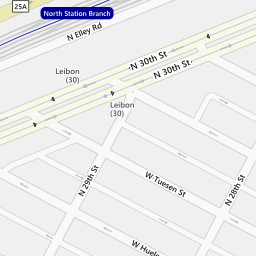 25A
North Station Branch
N Elley Rd
N 30th St
Leibon
(30)
N 30th St
Leibon
(30)
N 29th St
W Tuesen St
N 28th St
W Huele